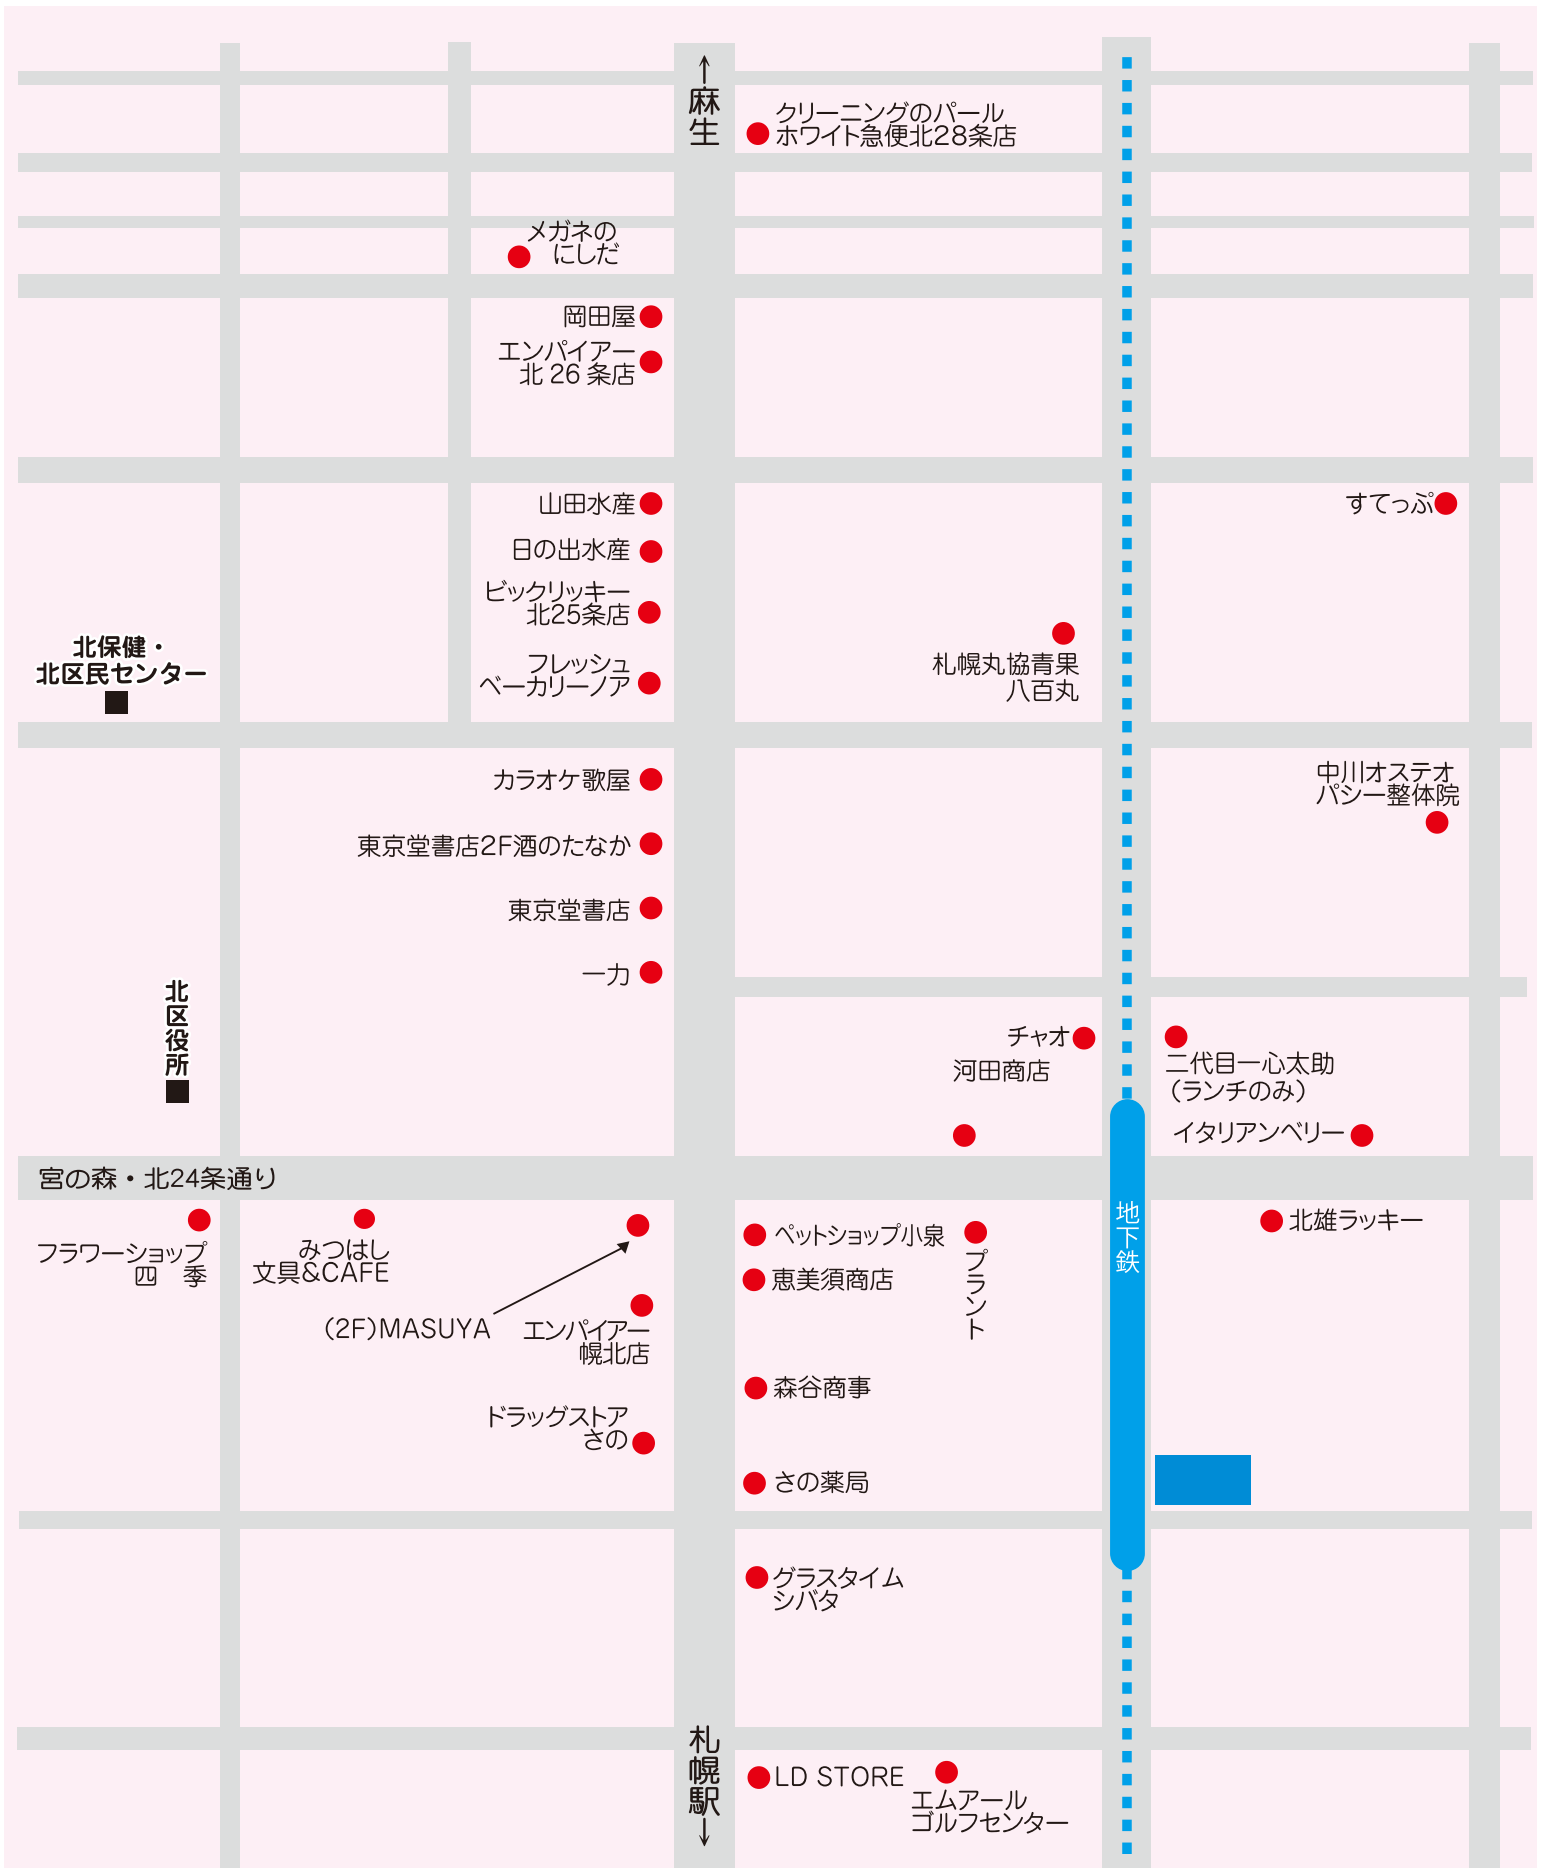 麻生
クリーニングのパール
ホワイト急便北28条店
メガネの
にしだ
岡田屋
エンパイアー
北 26 条店
山田水産
すてっぷ
日の出水産
ビックリッキー
北25条店
北保健・
北区民センター
フレッシュ
ベーカリーノア
札幌丸協青果
八百丸
カラオケ歌屋
中川オステオ
パシー整体院
東京堂書店2F酒のたなか
東京堂書店
一力
北区役所
チャオ
河田商店
二代目一心太助
（ランチのみ）
イタリアンベリー
宮の森・北24条通り
地下鉄
フラワーショップ
四　季
みつはし
文具&CAFE
（2F）MASUYA
エンパイアー
幌北店
ドラッグストア
さの
ペットショップ小泉
恵美須商店
プラント
北雄ラッキー
森谷商事
さの薬局
グラスタイム
シバタ
札幌駅
LD STORE
エムアール
ゴルフセンター